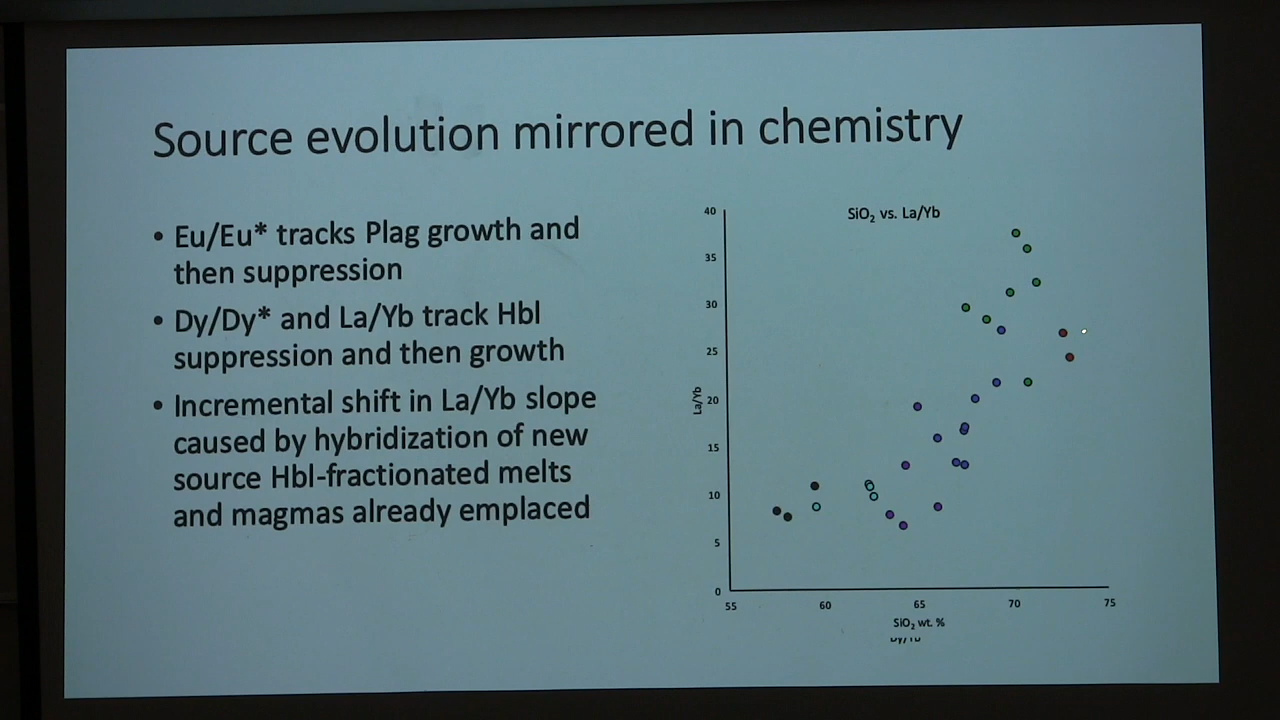 Source evolution mirrored in chemistry
• Eu/Eu* tracks Plag growth and
then suppression
• Dy/Dy* and La/Yb track Hbl
suppression and then growth
• Incremental shift in La/Yb slope
caused by hybridization of new
source Hbl-fractionated melts
and magmas already emplaced
SiO₂ vs. La/Yb
40
35
30
25
20
15
10
5
0
La/Yb
55 60 65 70 75
SiO₂ wt. %